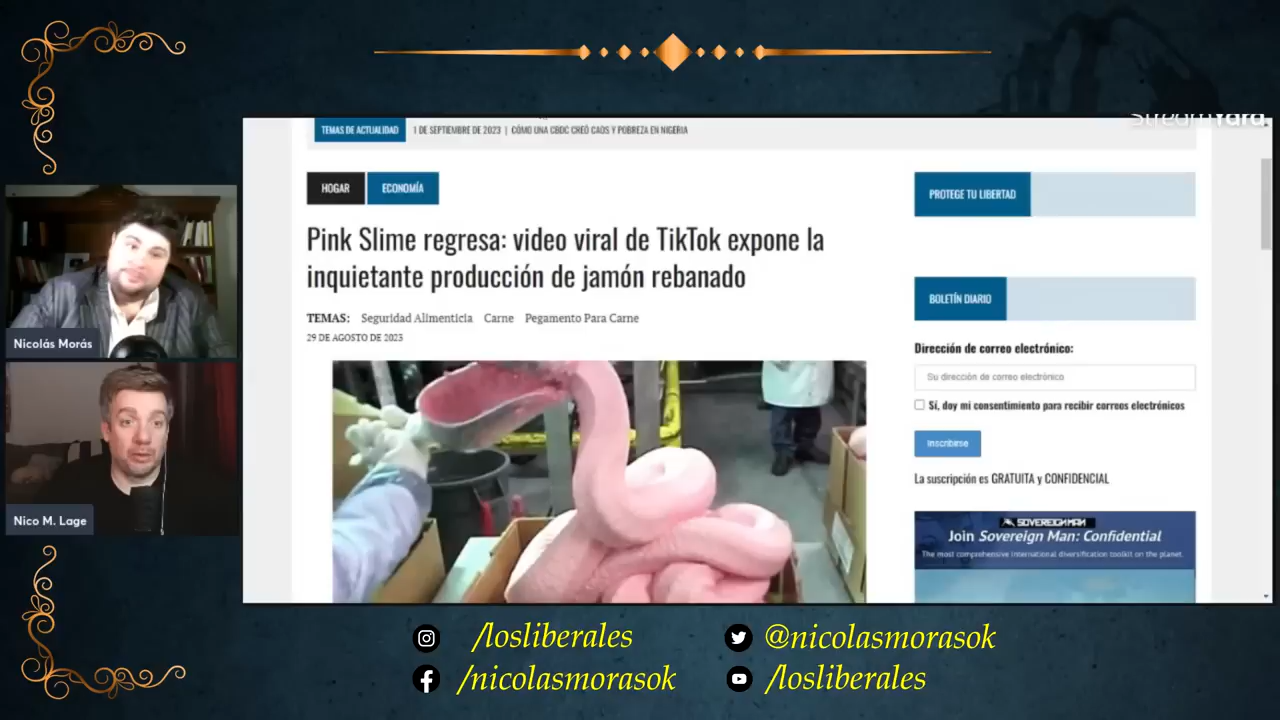 StreamYard
TEMAS DE ACTUALIDAD
1 DE SEPTIEMBRE DE 2023 | CÓMO UNA CBDC CREÓ CAOS Y POBREZA EN NIGERIA
HOGAR
ECONOMÍA
Pink Slime regresa: video viral de TikTok expone la
inquietante producción de jamón rebanado
TEMAS: Seguridad Alimenticia Carne Pegamento Para Carne
29 DE AGOSTO DE 2023
PROTEGE TU LIBERTAD
BOLETÍN DIARIO
Dirección de correo electrónico:
Su dirección de correo electrónico
Sí, doy mi consentimiento para recibir correos electrónicos
Inscribirse
La suscripción es GRATUITA y CONFIDENCIAL
SOVEREIGN MAN
Join Sovereign Man: Confidential
The most comprehensive international diversification toolkit on the planet.
Nicolás Morás
Nico M. Lage
/losliberales
@nicolasmorasok
/nicolasmorasok
/losliberales